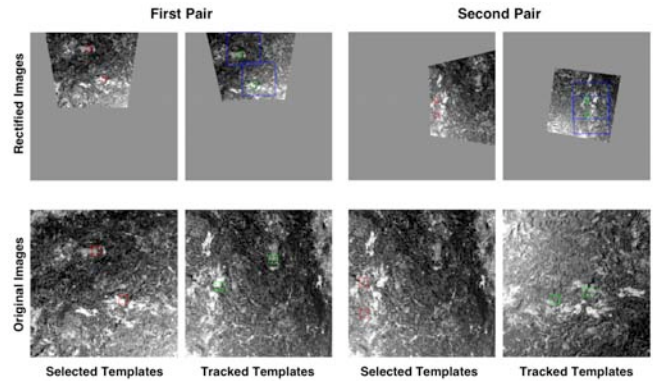 First Pair
Second Pair
Rectified Images
Original Images
Selected Templates
Tracked Templates
Selected Templates
Tracked Templates